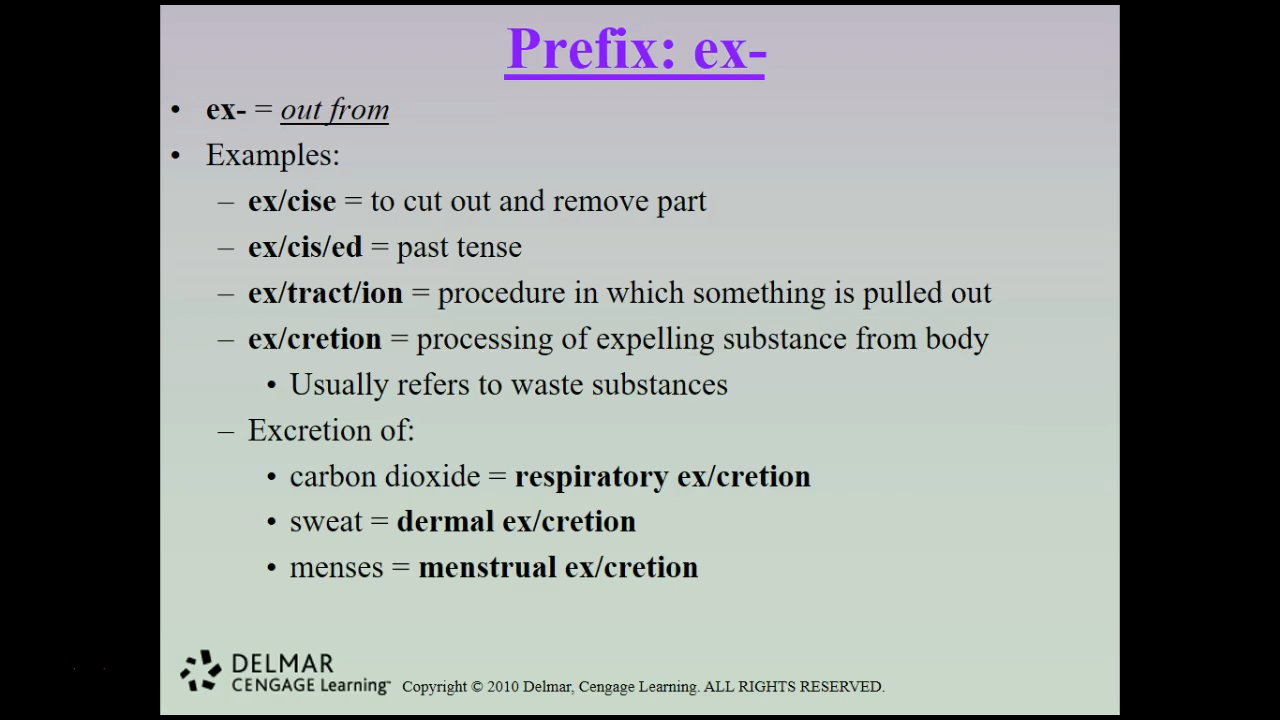 Prefix: ex-
• ex- = out from
• Examples:
– ex/cise = to cut out and remove part
– ex/cis/ed = past tense
– ex/tract/ion = procedure in which something is pulled out
– ex/cretion = processing of expelling substance from body
• Usually refers to waste substances
– Excretion of:
• carbon dioxide = respiratory ex/cretion
• sweat = dermal ex/cretion
• menses = menstrual ex/cretion
DELMAR
CENGAGE Learning™
Copyright © 2010 Delmar, Cengage Learning. ALL RIGHTS RESERVED.